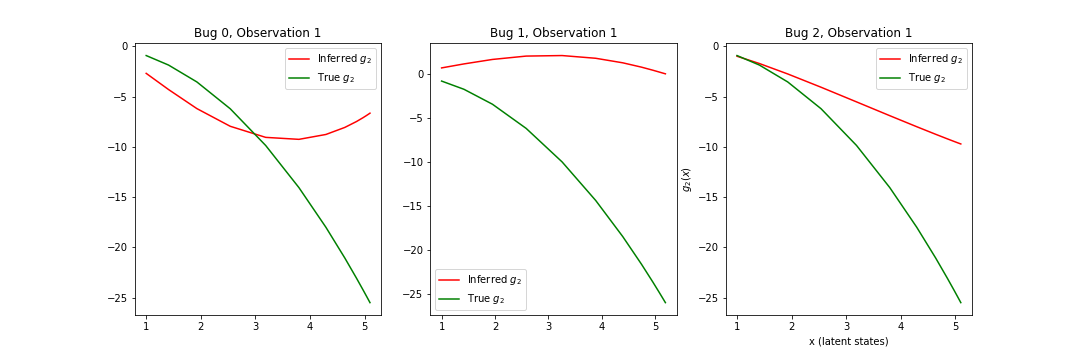 Bug 0, Observation 1
Inferred g₂
True g₂
0
−5
−10
−15
−20
−25
1 2 3 4 5
Bug 1, Observation 1
0
−5
−10
−15
−20
−25
Inferred g₂
True g₂
1 2 3 4 5
Bug 2, Observation 1
Inferred g₂
True g₂
g₂(x)
0
−5
−10
−15
−20
−25
1 2 3 4 5
x (latent states)